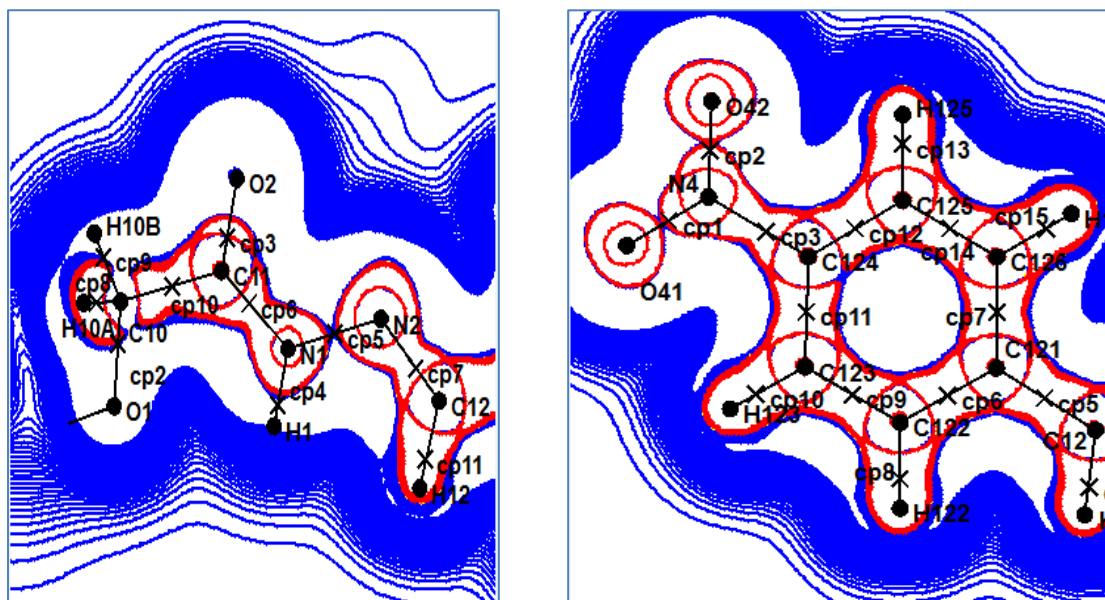 O2
H10B
cp3
cp9
C11
cp8
cp10
cp6
H10A
C10
N1
cp5
N2
cp2
cp7
cp4
C12
O1
H1
cp11
H12
O42
H125
cp2
cp13
N4
C125
cp15
H
cp1
cp3
cp12
cp14
O41
C124
C126
cp11
cp7
C123
C121
cp10
cp9
cp6
cp5
H123
C122
C12
cp8
H122
H